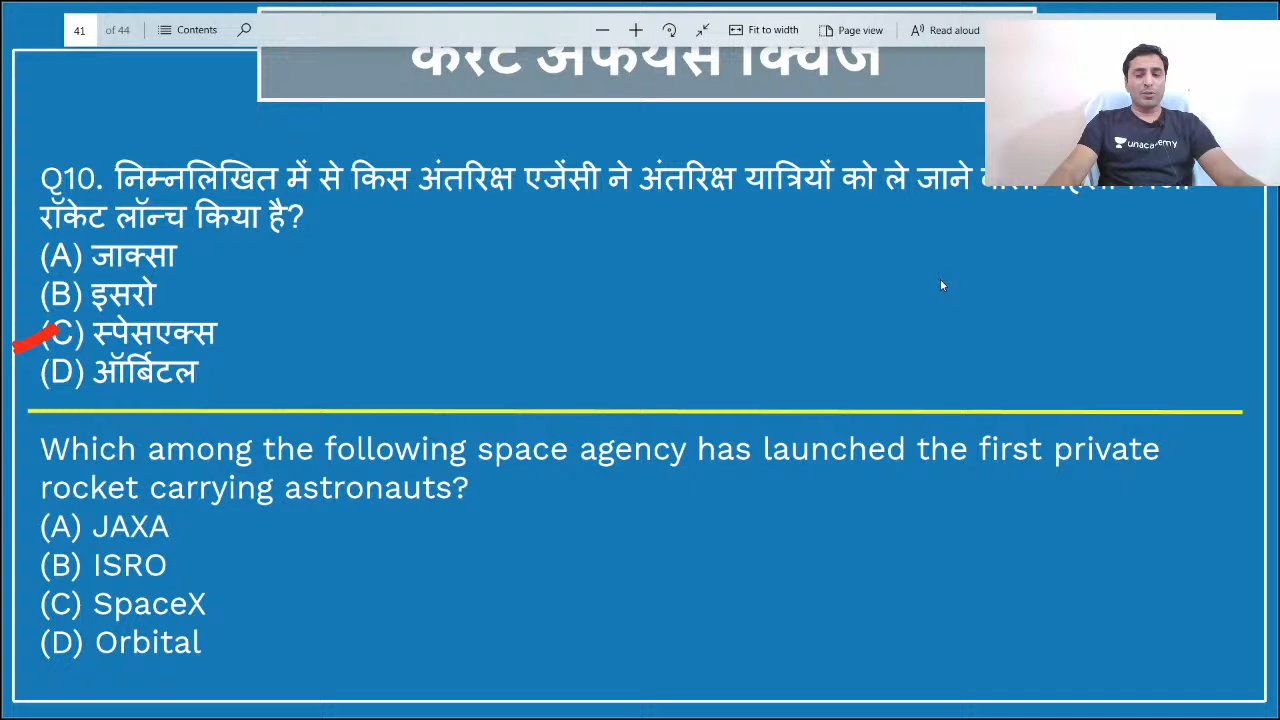 41 of 44 Contents Fit to width Page view Read aloud
करेंट अफेयर्स क्विज
unacademy
Q10. निम्नलिखित में से किस अंतरिक्ष एजेंसी ने अंतरिक्ष यात्रियों को ले जाने
रॉकेट लॉन्च किया है?
(A) जाक्सा
(B) इसरो
(C) स्पेसएक्स
(D) ऑर्बिटल
Which among the following space agency has launched the first private
rocket carrying astronauts?
(A) JAXA
(B) ISRO
(C) SpaceX
(D) Orbital